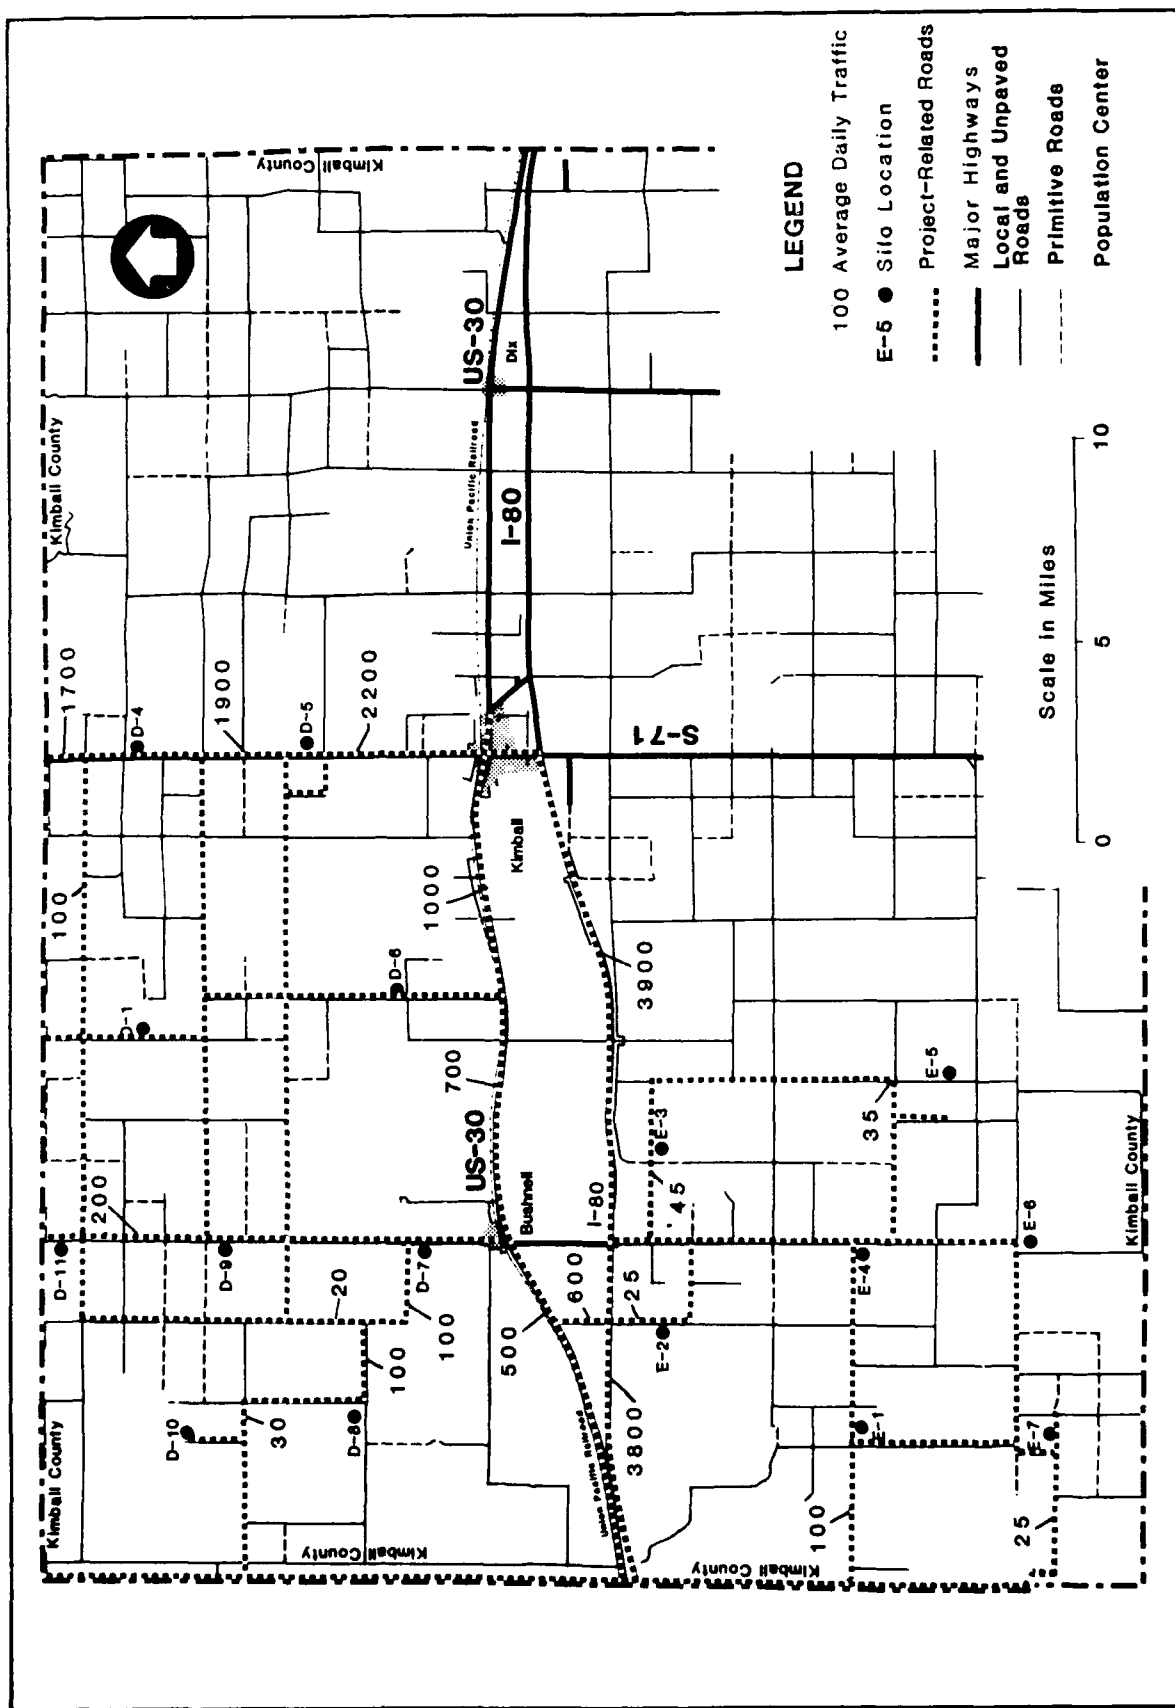 Kimball County
Kimball County
Kimball County
Kimball County
Kimball County
Kimball County
D-11
200
100
1700
D-10
D-9
D-1
D-4
1900
30
20
D-5
D-8
100
D-7
100
D-6
2200
US-30
700
1000
Union Pacific Railroad
US-30
500
Bushnell
Kimball
I-80
Dix
Union Pacific Railroad
600
I-80
3800
25
3900
E-2
45
E-3
S-71
100
E-1
E-4
35
E-5
25
E-7
E-6
Scale in Miles
0 5 10
LEGEND
100 Average Daily Traffic
E-5 Silo Location
Project-Related Roads
Major Highways
Local and Unpaved
Roads
Primitive Roads
Population Center